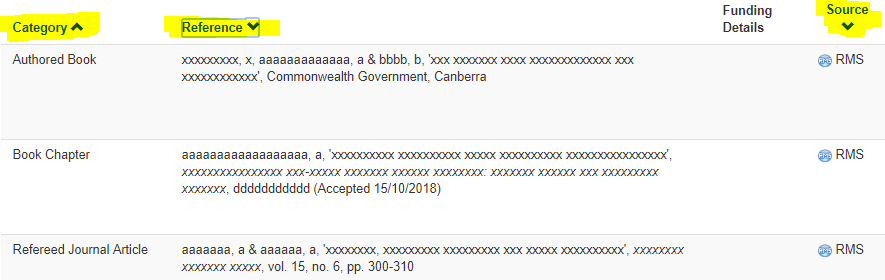 Category Reference Funding Details Source
Authored Book xxxxxxxxx, x, aaaaaaaaaaaaa, a & bbbb, b, 'xxx xxxxxxx xxxx xxxxxxxxxxxxx xxx RMS
xxxxxxxxxxxx', Commonwealth Government, Canberra
Book Chapter aaaaaaaaaaaaaaaaaa, a, 'xxxxxxxxxx xxxxxxxxxx xxxxx xxxxxxxxxx xxxxxxxxxxxxxxxx', RMS
xxxxxxxxxxxxxxxx xxx-xxxxx xxxxxxx xxxxxx xxxxxxxx: xxxxxxx xxxxxx xxx xxxxxxxxx
xxxxxxx, ddddddddddd (Accepted 15/10/2018)
Refereed Journal Article aaaaaaa, a & aaaaaa, a, 'xxxxxxxx, xxxxxxxxx xxxxxxxxx xxx xxxxx xxxxxxxxxx', xxxxxxxx RMS
xxxxxxx xxxxx, vol. 15, no. 6, pp. 300-310